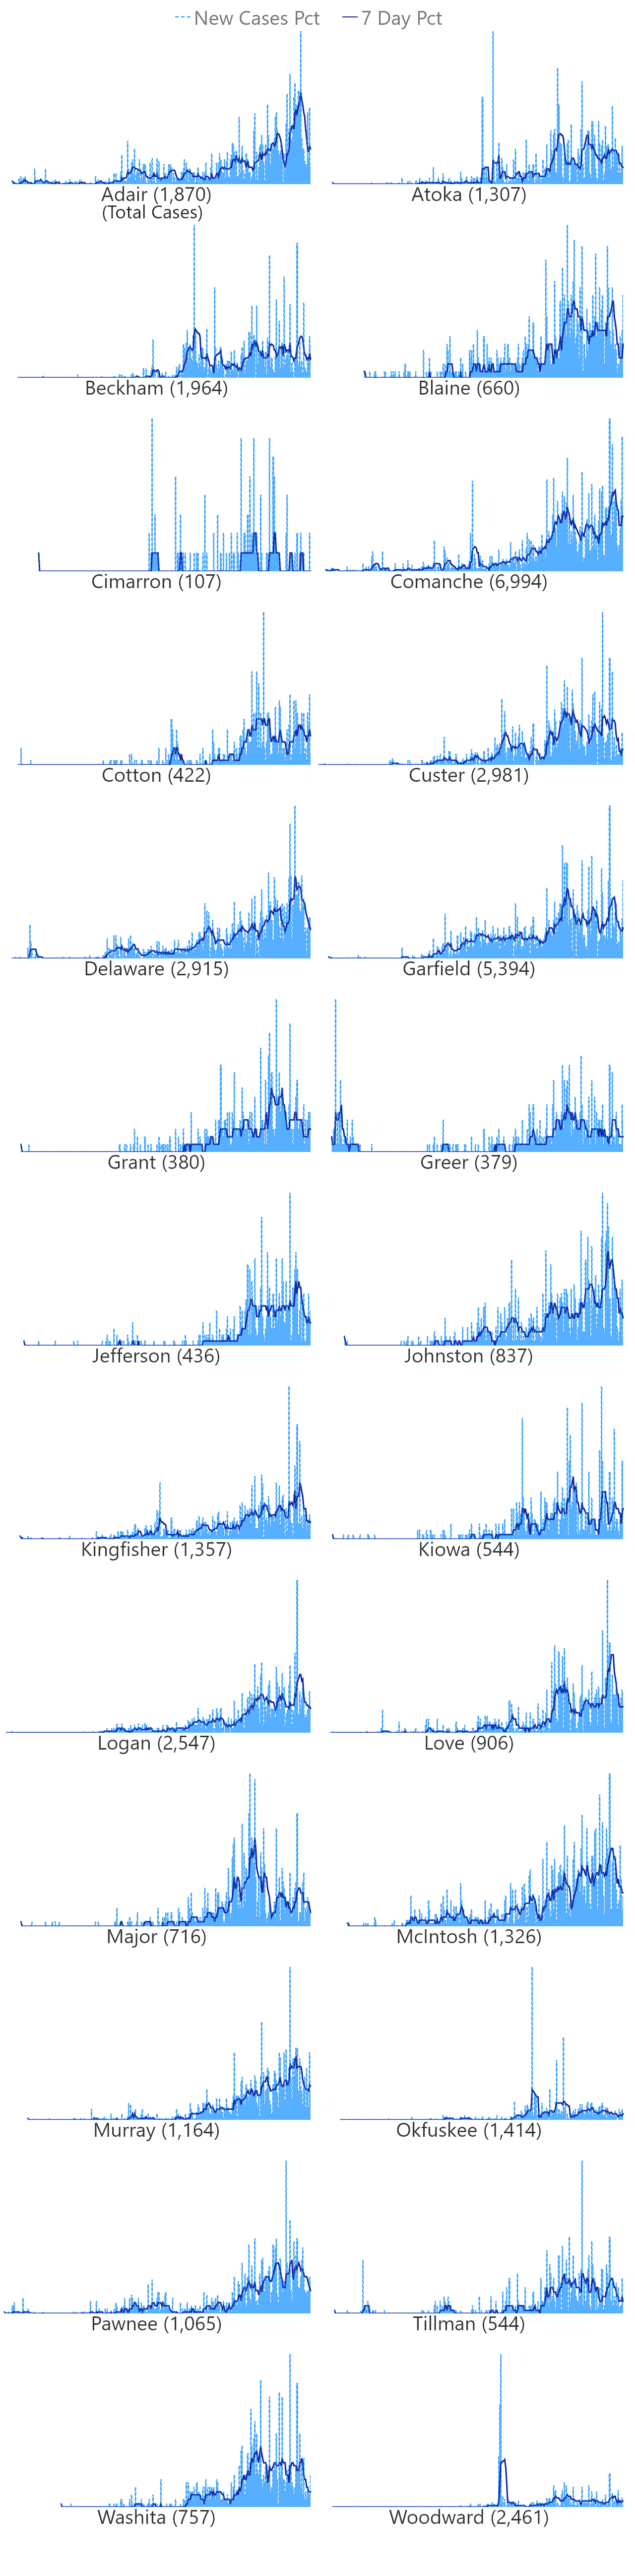 New Cases Pct 7 Day Pct
Adair (1,870) Atoka (1,307)
(Total Cases)
Beckham (1,964) Blaine (660)
Cimarron (107) Comanche (6,994)
Cotton (422) Custer (2,981)
Delaware (2,915) Garfield (5,394)
Grant (380) Greer (379)
Jefferson (436) Johnston (837)
Kingfisher (1,357) Kiowa (544)
Logan (2,547) Love (906)
Major (716) McIntosh (1,326)
Murray (1,164) Okfuskee (1,414)
Pawnee (1,065) Tillman (544)
Washita (757) Woodward (2,461)